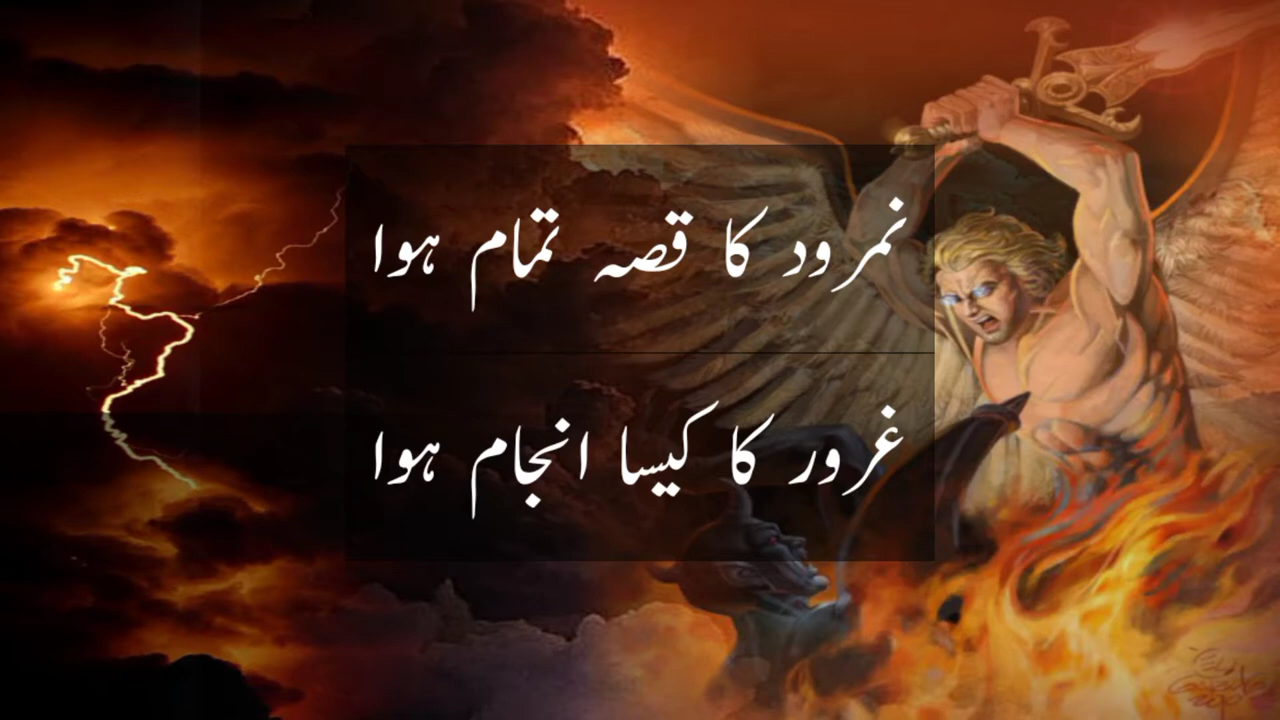 نمرود کا قصہ تمام ہوا
غرور کا کیسا انجام ہوا